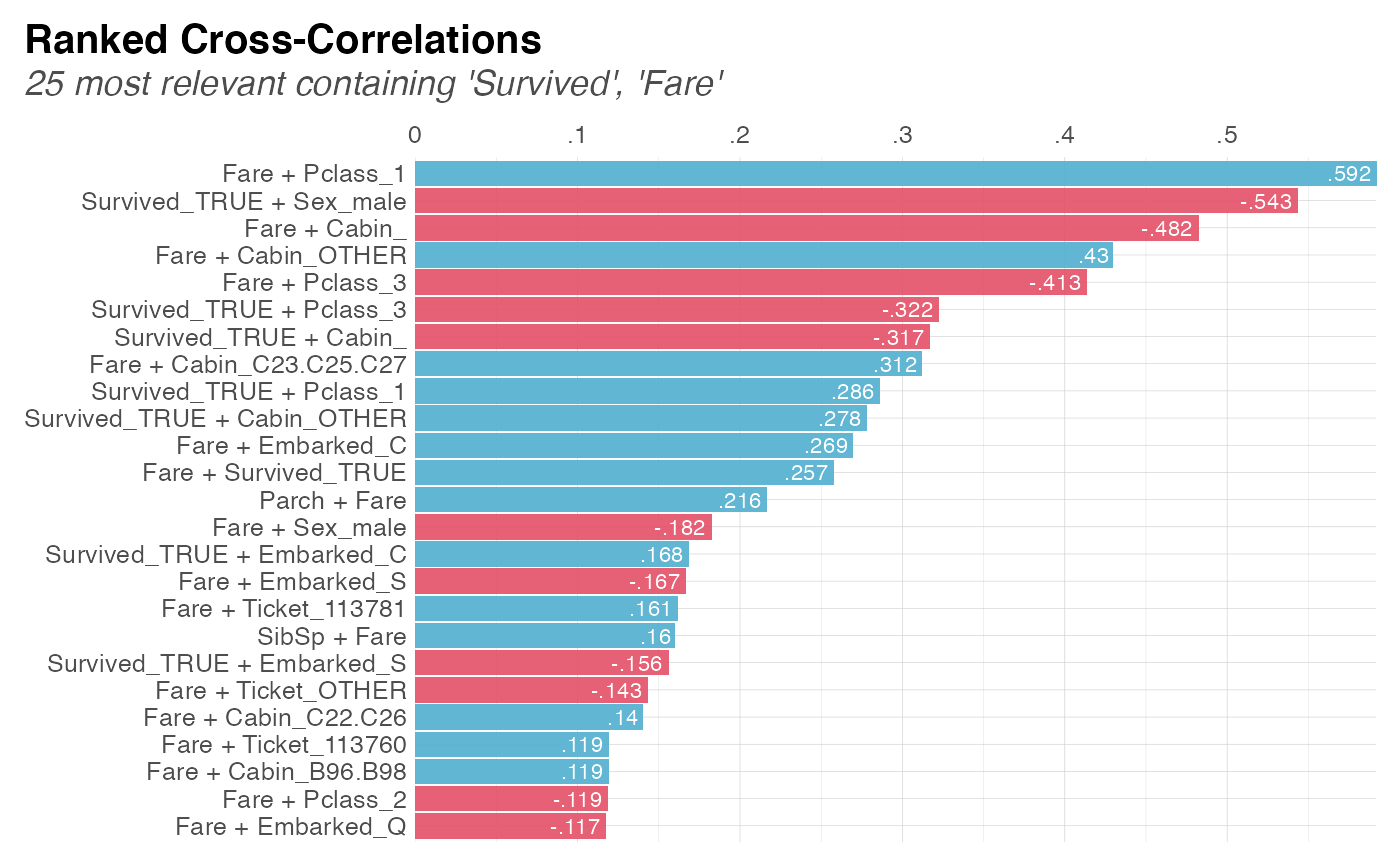 Ranked Cross-Correlations
25 most relevant containing 'Survived', 'Fare'
0 .1 .2 .3 .4 .5
Fare + Pclass_1 .592
Survived_TRUE + Sex_male -.543
Fare + Cabin_ -.482
Fare + Cabin_OTHER .43
Fare + Pclass_3 -.413
Survived_TRUE + Pclass_3 -.322
Survived_TRUE + Cabin_ -.317
Fare + Cabin_C23.C25.C27 .312
Survived_TRUE + Pclass_1 .286
Survived_TRUE + Cabin_OTHER .278
Fare + Embarked_C .269
Fare + Survived_TRUE .257
Parch + Fare .216
Fare + Sex_male -.182
Survived_TRUE + Embarked_C .168
Fare + Embarked_S -.167
Fare + Ticket_113781 .161
SibSp + Fare .16
Survived_TRUE + Embarked_S -.156
Fare + Ticket_OTHER -.143
Fare + Cabin_C22.C26 .14
Fare + Ticket_113760 .119
Fare + Cabin_B96.B98 .119
Fare + Pclass_2 -.119
Fare + Embarked_Q -.117